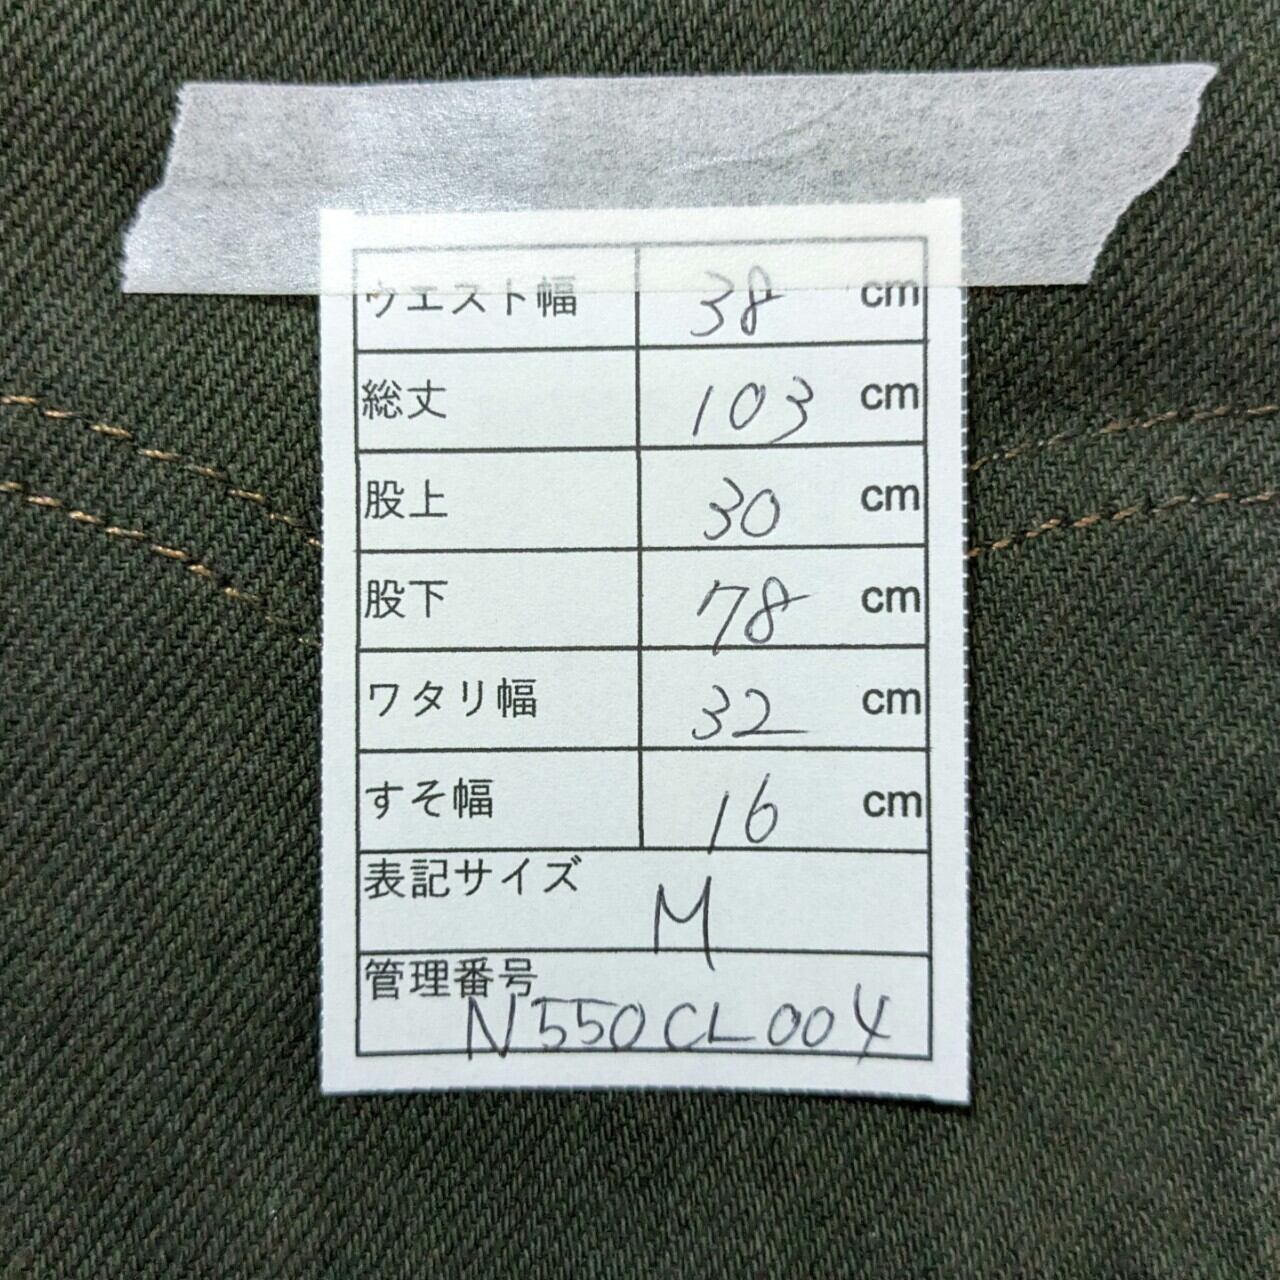 ウエスト幅 38 cm
総丈 103 cm
股上 30 cm
股下 78 cm
ワタリ幅 32 cm
すそ幅 16 cm
表記サイズ M
管理番号
N550CL004